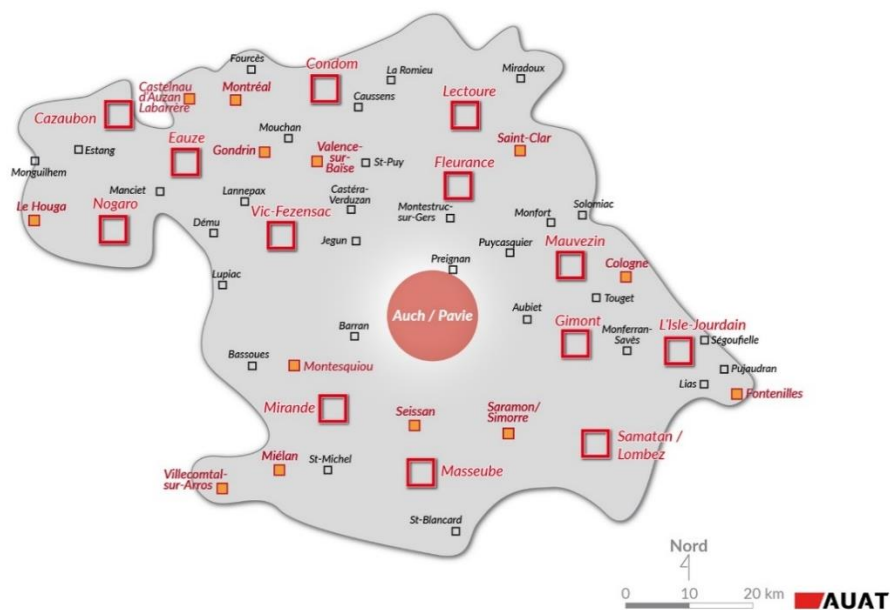 Fourcès
Condom
La Romieu
Miradoux
Castelnau
d'Auzan
Labarrère
Montréal
Caussens
Lectoure
Cazaubon
Eauze
Mouchan
Gondrin
Valence-
sur-
Baïse
St-Puy
Saint-Clar
Fleurance
Estang
Monguilhem
Manciet
Lannepax
Castéra-
Verduzan
Montestruc-
sur-Gers
Solomiac
Monfort
Le Houga
Nogaro
Vic-Fezensac
Dému
Jegun
Puycasquier
Mauvezin
Preignan
Cologne
Lupiac
Touget
Auch / Pavie
Aubiet
Gimont
Monferran-
Savès
L'Isle-Jourdain
Ségoufielle
Barran
Bassoues
Montesquiou
Pujaudran
Lias
Fontenilles
Mirande
Seissan
Saramon/
Simorre
Samatan /
Lombez
Miélan
St-Michel
Masseube
Villecomtal-
sur-Arros
St-Blancard
Nord
0 10 20 km
AUAT